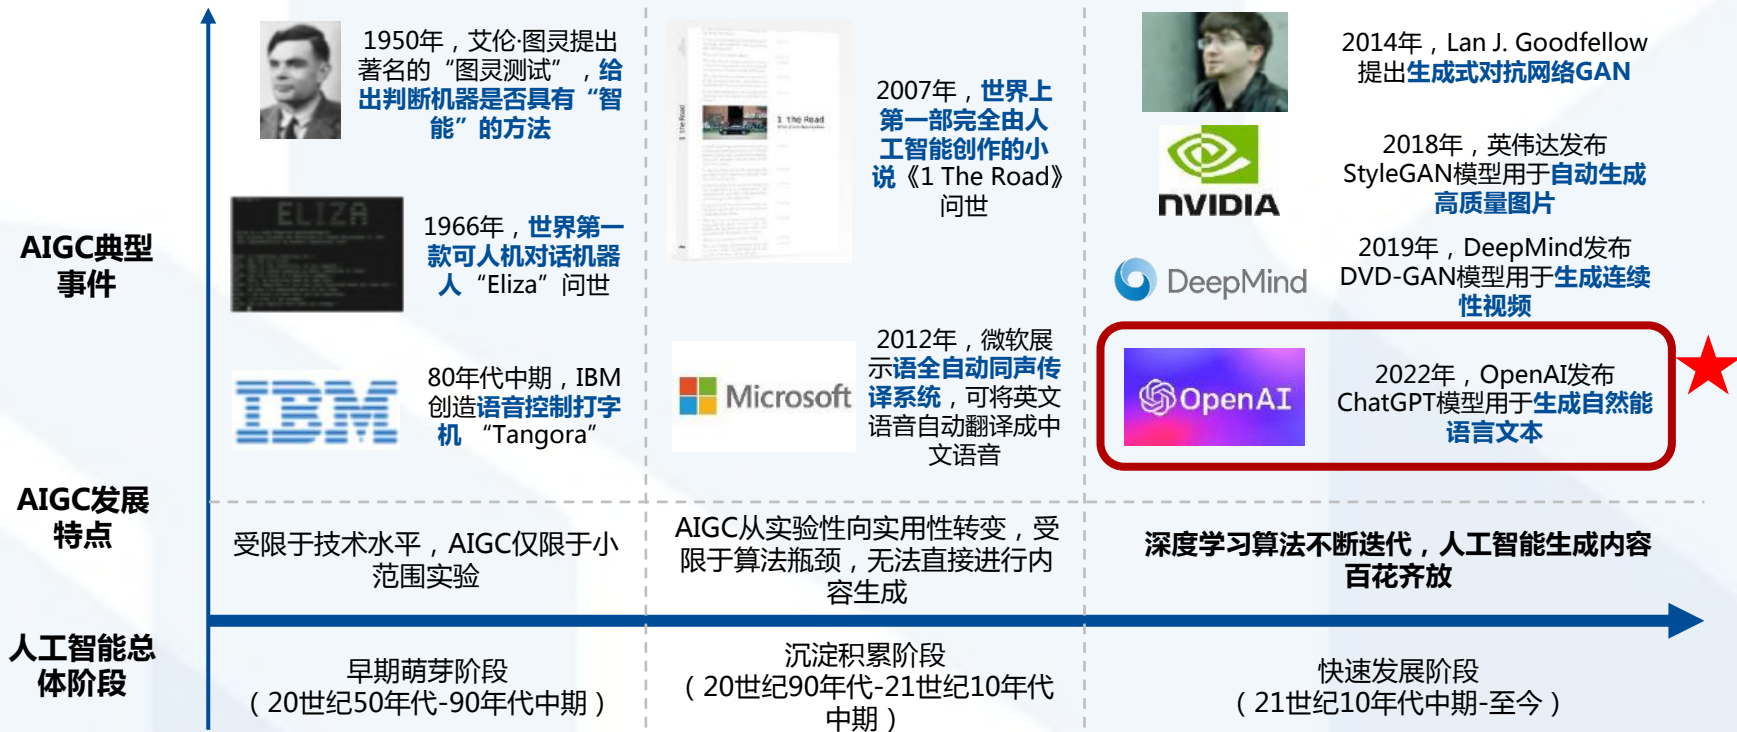 AIGC典型
事件
1950年，艾伦·图灵提出
著名的“图灵测试”，给
出判断机器是否具有“智
能”的方法
ELIZA
1966年，世界第一
款可人机对话机器
人“Eliza”问世
IBM
80年代中期，IBM
创造语音控制打字
机 “Tangora”
1 the Road
1 the Road
2007年，世界上
第一部完全由人
工智能创作的小
说《1 The Road》
问世
Microsoft
2012年，微软展
示语全自动同声传
译系统，可将英文
语音自动翻译成中
文语音
2014年，Lan J. Goodfellow
提出生成式对抗网络GAN
NVIDIA
2018年，英伟达发布
StyleGAN模型用于自动生成
高质量图片
DeepMind
2019年，DeepMind发布
DVD-GAN模型用于生成连续
性视频
OpenAI
2022年，OpenAI发布
ChatGPT模型用于生成自然能
语言文本
AIGC发展
特点
受限于技术水平，AIGC仅限于小
范围实验
AIGC从实验性向实用性转变，受
限于算法瓶颈，无法直接进行内
容生成
深度学习算法不断迭代，人工智能生成内容
百花齐放
人工智能总
体阶段
早期萌芽阶段
（20世纪50年代-90年代中期）
沉淀积累阶段
（20世纪90年代-21世纪10年代
中期）
快速发展阶段
（21世纪10年代中期-至今）